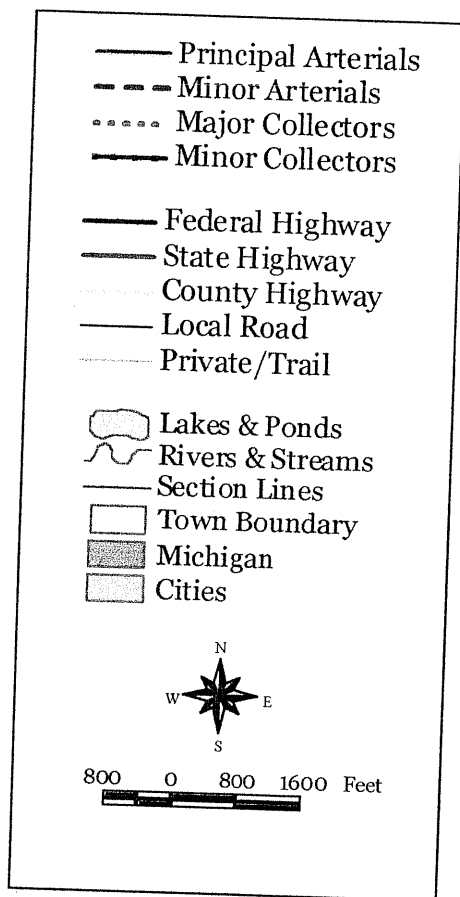 Principal Arterials
Minor Arterials
Major Collectors
Minor Collectors
Federal Highway
State Highway
County Highway
Local Road
Private/Trail
Lakes & Ponds
Rivers & Streams
Section Lines
Town Boundary
Michigan
Cities
N
W E
S
800 0 800 1600 Feet